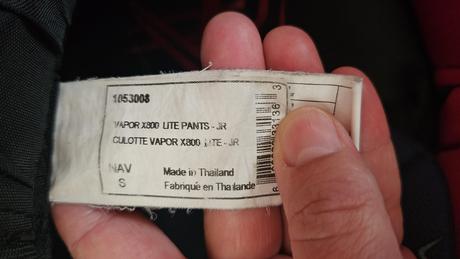 1053008
VAPOR X800 LITE PANTS - JR
CULOTTE VAPOR X800 LITE - JR
NAV
S
Made in Thailand
Fabriqué en Thaïlande